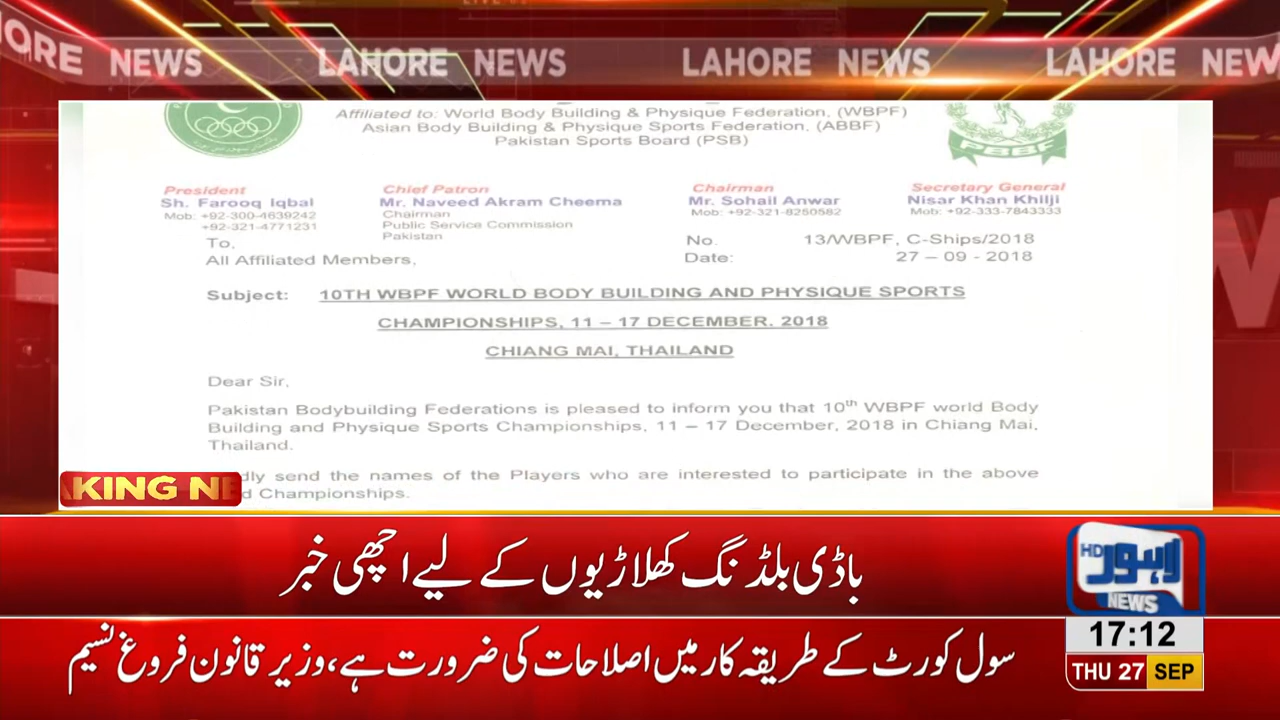 ORE NEWS LAHORE NEWS LAHORE NEWS LAHORE NEW
Affiliated to: World Body Building & Physique Federation, (WBPF)
Asian Body Building & Physique Sports Federation, (ABBF)
Pakistan Sports Board (PSB)
PBBF
President
Sh. Farooq Iqbal
Mob: +92-300-4639242
+92-321-4771231
Chief Patron
Mr. Naveed Akram Cheema
Chairman
Public Service Commission
Pakistan
Chairman
Mr. Sohail Anwar
Mob: +92-321-8250582
Secretary General
Nisar Khan Khilji
Mob: +92-333-7843333
To,
All Affiliated Members,
No. 13/WBPF, C-Ships/2018
Date: 27 – 09 - 2018
Subject: 10TH WBPF WORLD BODY BUILDING AND PHYSIQUE SPORTS
CHAMPIONSHIPS, 11 – 17 DECEMBER. 2018
CHIANG MAI, THAILAND
Dear Sir,
Pakistan Bodybuilding Federations is pleased to inform you that 10th WBPF world Body
Building and Physique Sports Championships, 11 – 17 December, 2018 in Chiang Mai,
Thailand.
dly send the names of the Players who are interested to participate in the above
d Championships.
AKING NE
باڈی بلڈنگ کھلاڑیوں کے لیے اچھی خبر
سول کورٹ کے طریقہ کار میں اصلاحات کی ضرورت ہے، وزیر قانون فروغ نسیم
HD لاہور
NEWS
17:12
THU 27 SEP